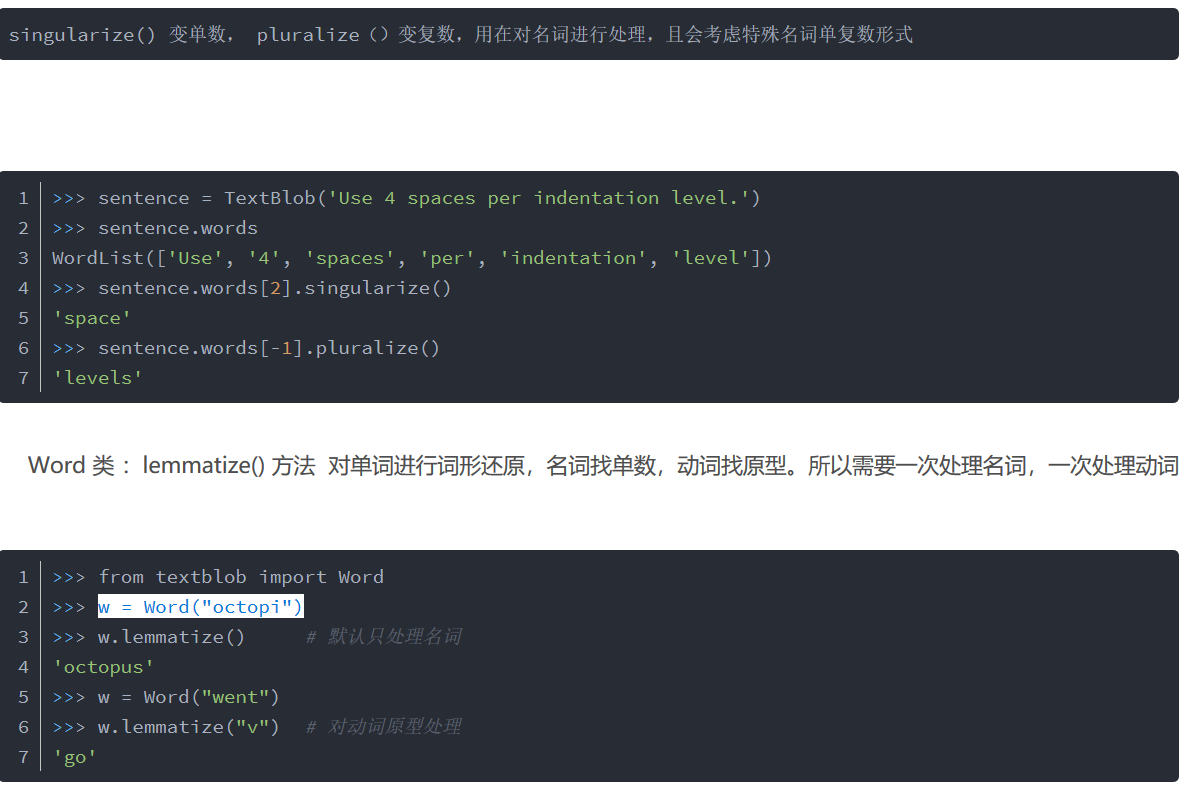 singularize() 变单数， pluralize（）变复数，用在对名词进行处理，且会考虑特殊名词单复数形式
1 >>> sentence = TextBlob('Use 4 spaces per indentation level.')
2 >>> sentence.words
3 WordList(['Use', '4', 'spaces', 'per', 'indentation', 'level'])
4 >>> sentence.words[2].singularize()
5 'space'
6 >>> sentence.words[-1].pluralize()
7 'levels'
Word 类 ：lemmatize() 方法 对单词进行词形还原，名词找单数，动词找原型。所以需要一次处理名词，一次处理动词
1 >>> from textblob import Word
2 >>> w = Word("octopi")
3 >>> w.lemmatize() # 默认只处理名词
4 'octopus'
5 >>> w = Word("went")
6 >>> w.lemmatize("v") # 对动词原型处理
7 'go'